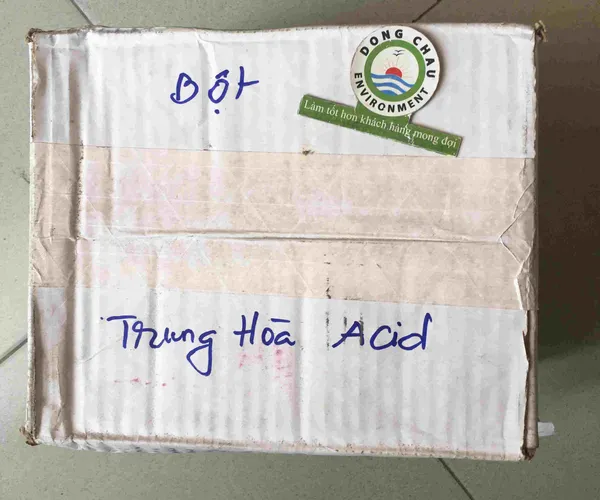 Bột
DONG CHAU
ENVIRONMENT
Làm tốt hơn khách hàng mong đợi
Trung Hòa Acid